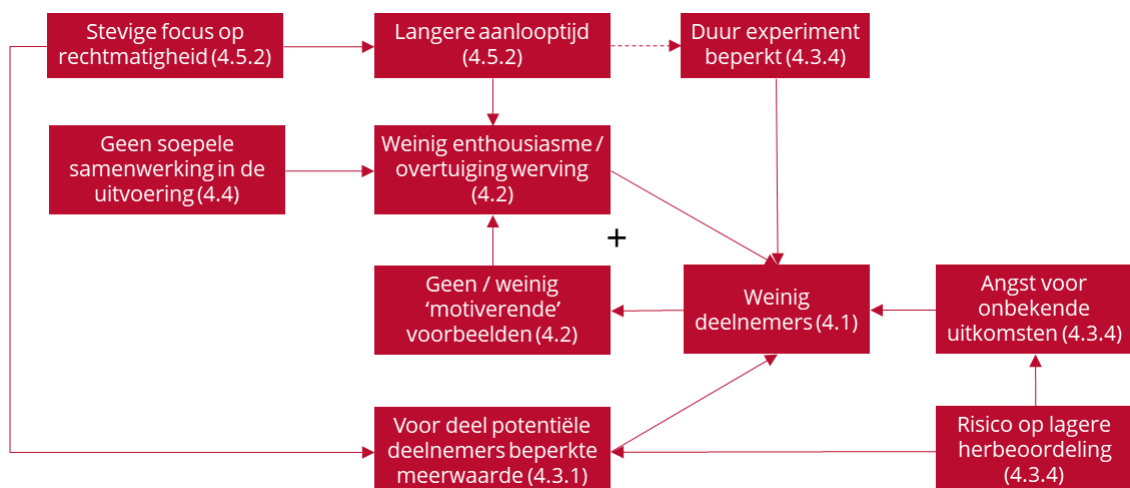 Stevige focus op
rechtmatigheid (4.5.2)
Langere aanlooptijd
(4.5.2)
Duur experiment
beperkt (4.3.4)
Geen soepele
samenwerking in de
uitvoering (4.4)
Weinig enthousiasme /
overtuiging werving
(4.2)
+
Geen / weinig
‘motiverende’
voorbeelden (4.2)
Weinig
deelnemers (4.1)
Angst voor
onbekende
uitkomsten (4.3.4)
Voor deel potentiële
deelnemers beperkte
meerwaarde (4.3.1)
Risico op lagere
herbeoordeling
(4.3.4)